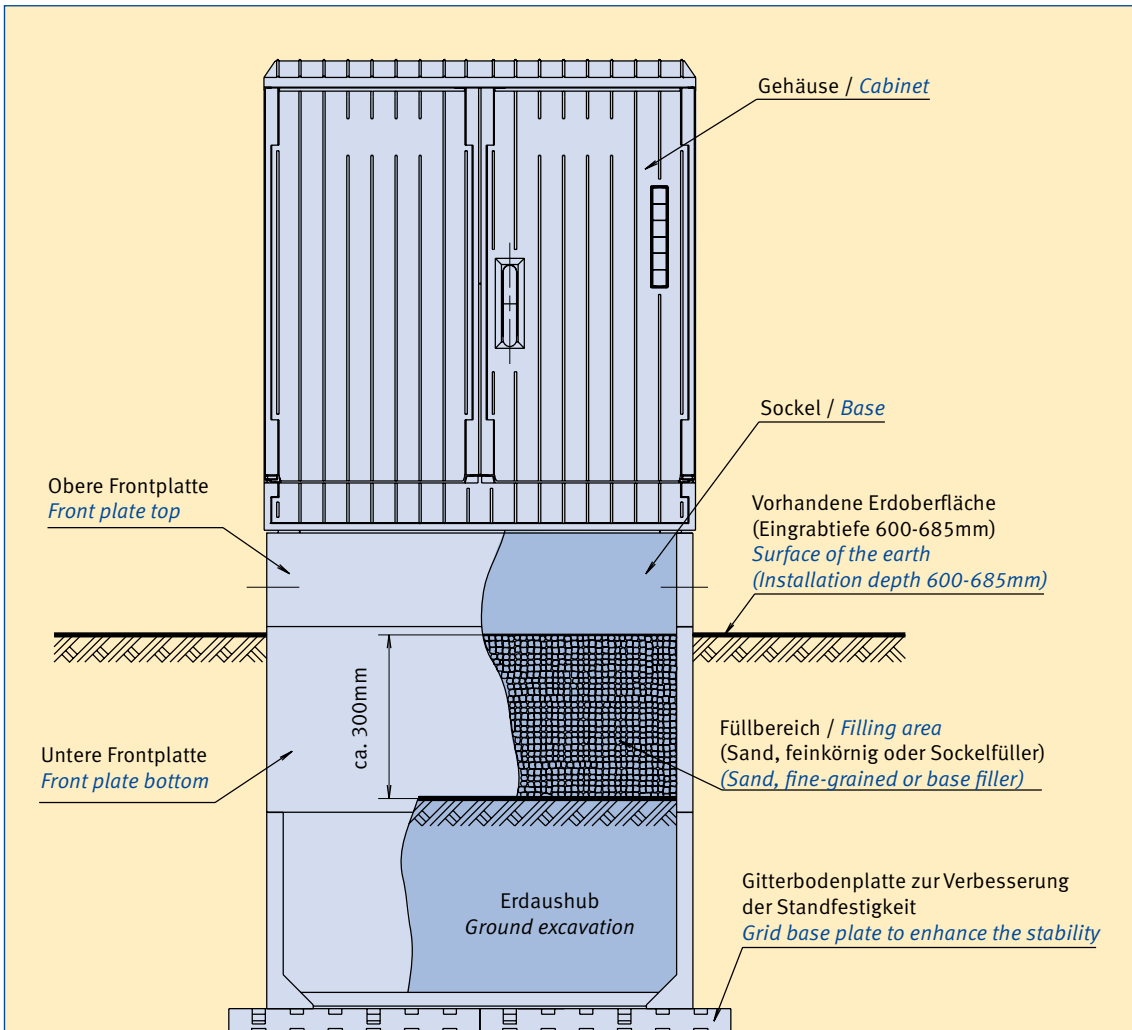 Gehäuse / Cabinet
Sockel / Base
Obere Frontplatte
Front plate top
Vorhandene Erdoberfläche
(Eingrabtiefe 600-685mm)
Surface of the earth
(Installation depth 600-685mm)
ca. 300mm
Untere Frontplatte
Front plate bottom
Füllbereich / Filling area
(Sand, feinkörnig oder Sockelfüller)
(Sand, fine-grained or base filler)
Erdaushub
Ground excavation
Gitterbodenplatte zur Verbesserung
der Standfestigkeit
Grid base plate to enhance the stability